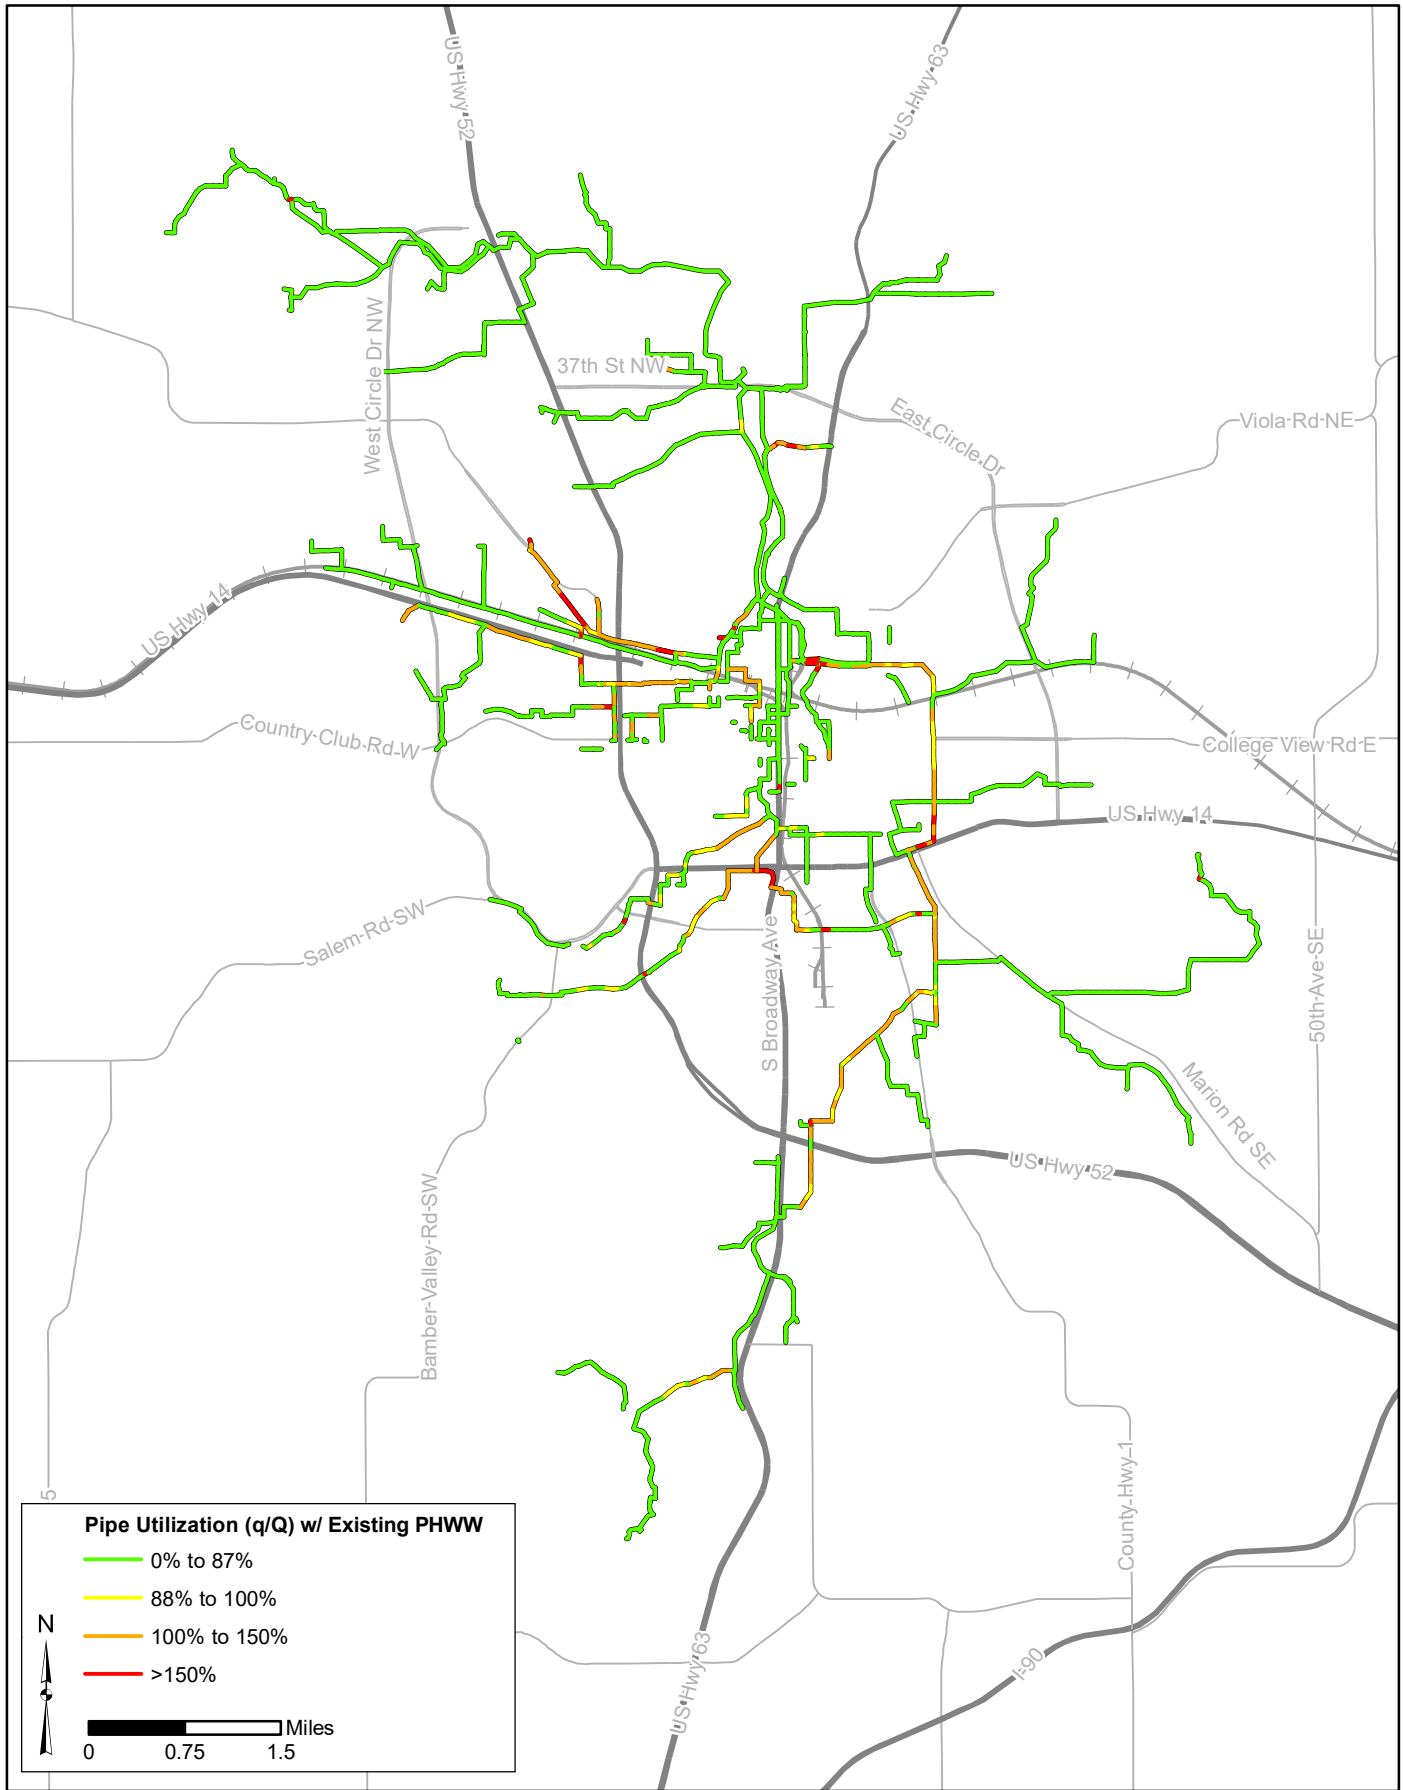 US Hwy 52
US Hwy 63
37th St NW
West Circle Dr NW
East Circle Dr
Viola Rd NE
US Hwy 14
Country Club Rd W
College View Rd E
US Hwy 14
Salem Rd SW
S Broadway Ave
50th Ave SE
Marion Rd SE
US Hwy 52
Bamber Valley Rd SW
County Hwy 1
5
US Hwy 63
I-90
Pipe Utilization (q/Q) w/ Existing PHWW
0% to 87%
88% to 100%
100% to 150%
>150%
N
Miles
0 0.75 1.5